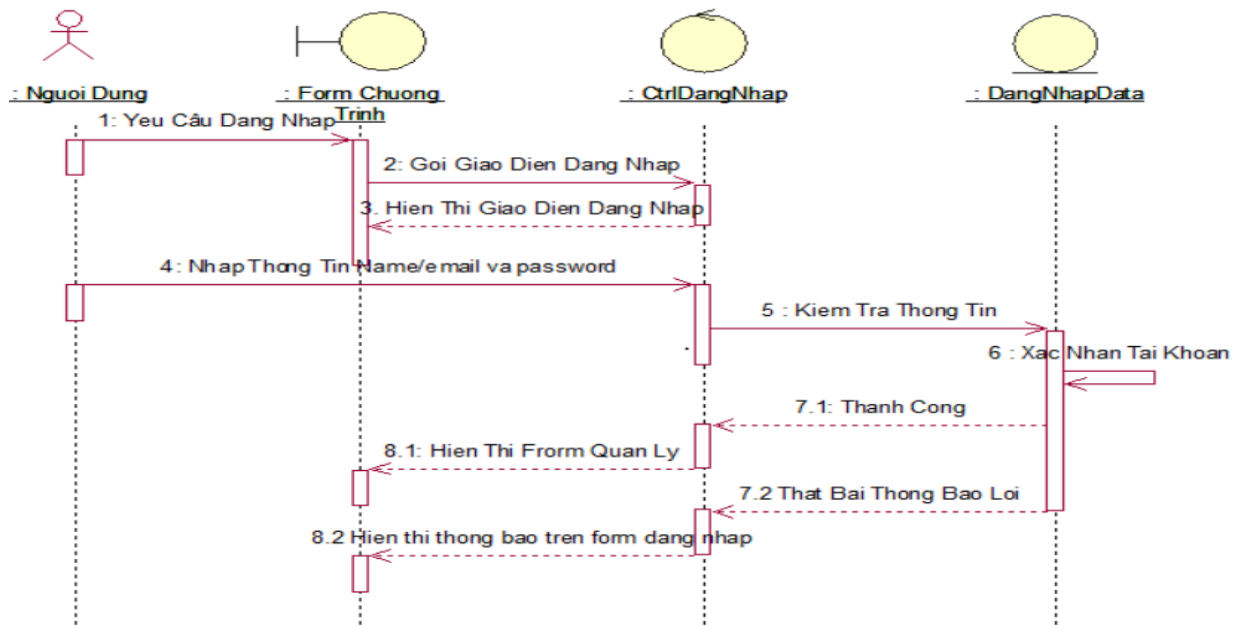 : Nguoi Dung
: Form Chuong
Trinh
: CtrlDangNhap
: DangNhapData
1: Yeu Câu Dang Nhap
2: Goi Giao Dien Dang Nhap
3. Hien Thi Giao Dien Dang Nhap
4: Nhap Thong Tin Name/email va password
5 : Kiem Tra Thong Tin
6 : Xac Nhan Tai Khoan
7.1: Thanh Cong
8.1: Hien Thi Frorm Quan Ly
7.2 That Bai Thong Bao Loi
8.2 Hien thi thong bao tren form dang nhap